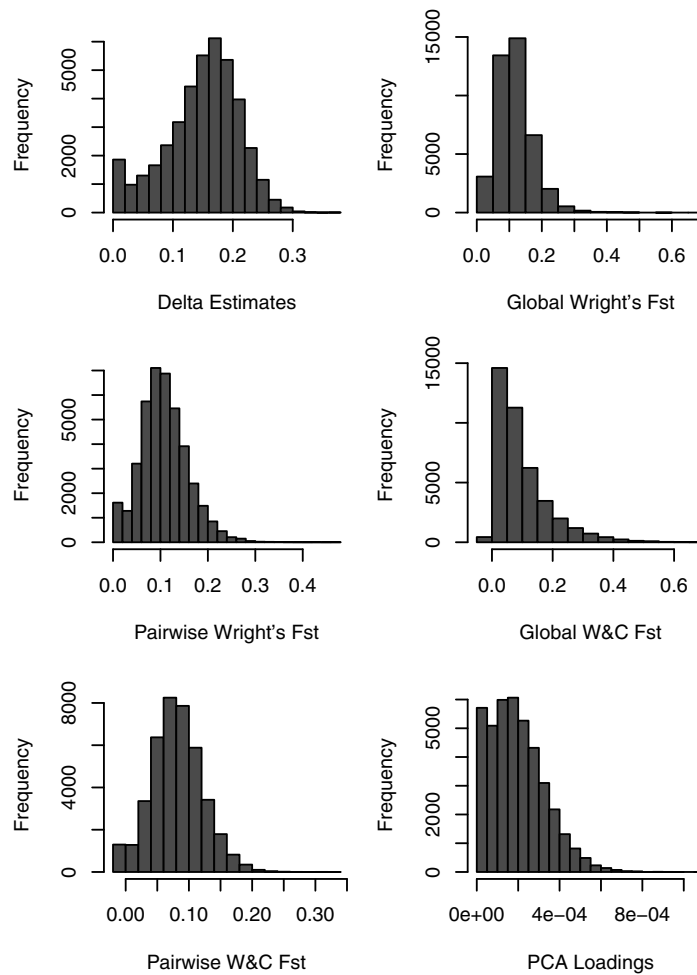 Frequency
0 2000 5000
0.0 0.1 0.2 0.3
Delta Estimates
Frequency
0 5000 15000
0.0 0.2 0.4 0.6
Global Wright's Fst
Frequency
0 2000 5000
0.0 0.1 0.2 0.3 0.4
Pairwise Wright's Fst
Frequency
0 5000 15000
0.0 0.2 0.4 0.6
Global W&C Fst
Frequency
0 4000 8000
0.00 0.10 0.20 0.30
Pairwise W&C Fst
Frequency
0 2000 5000
0e+00 4e-04 8e-04
PCA Loadings